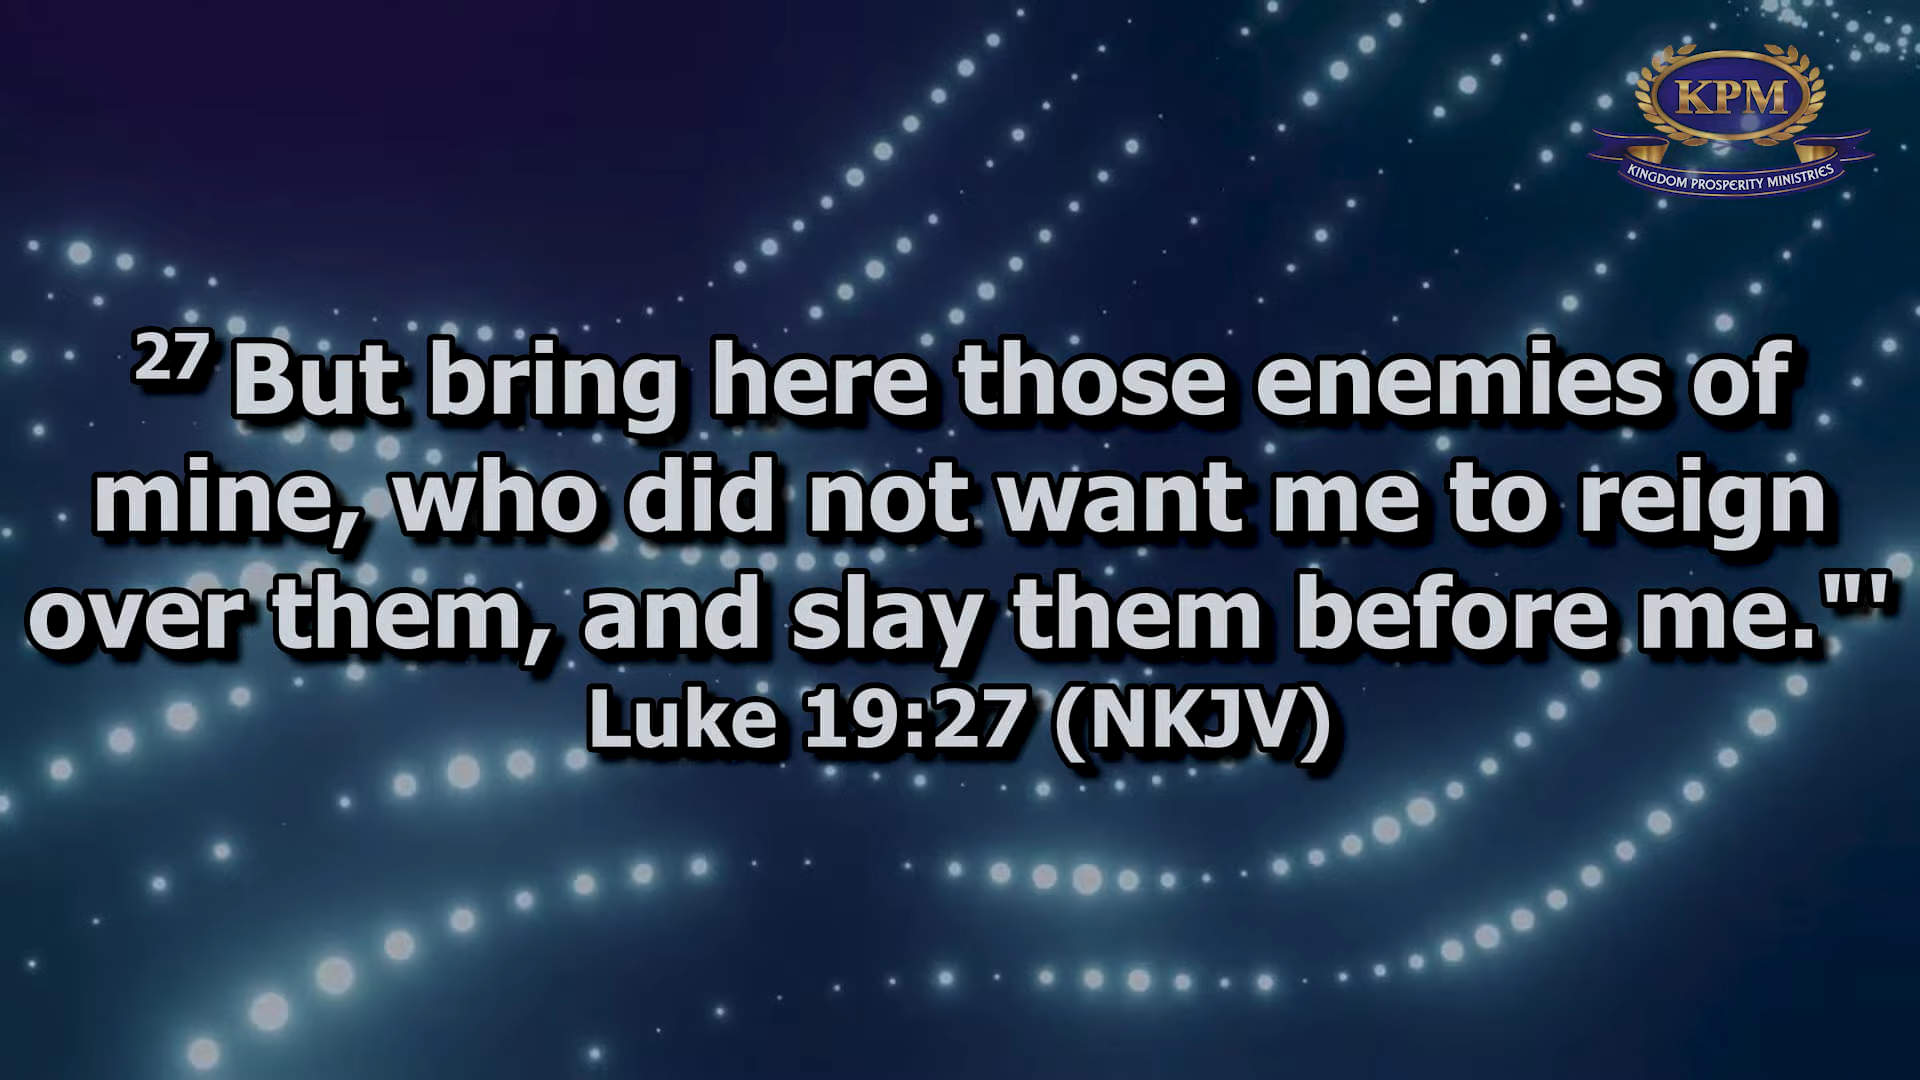 KPM
KINGDOM PROSPERITY MINISTRIES
27 But bring here those enemies of
mine, who did not want me to reign
over them, and slay them before me."'
Luke 19:27 (NKJV)